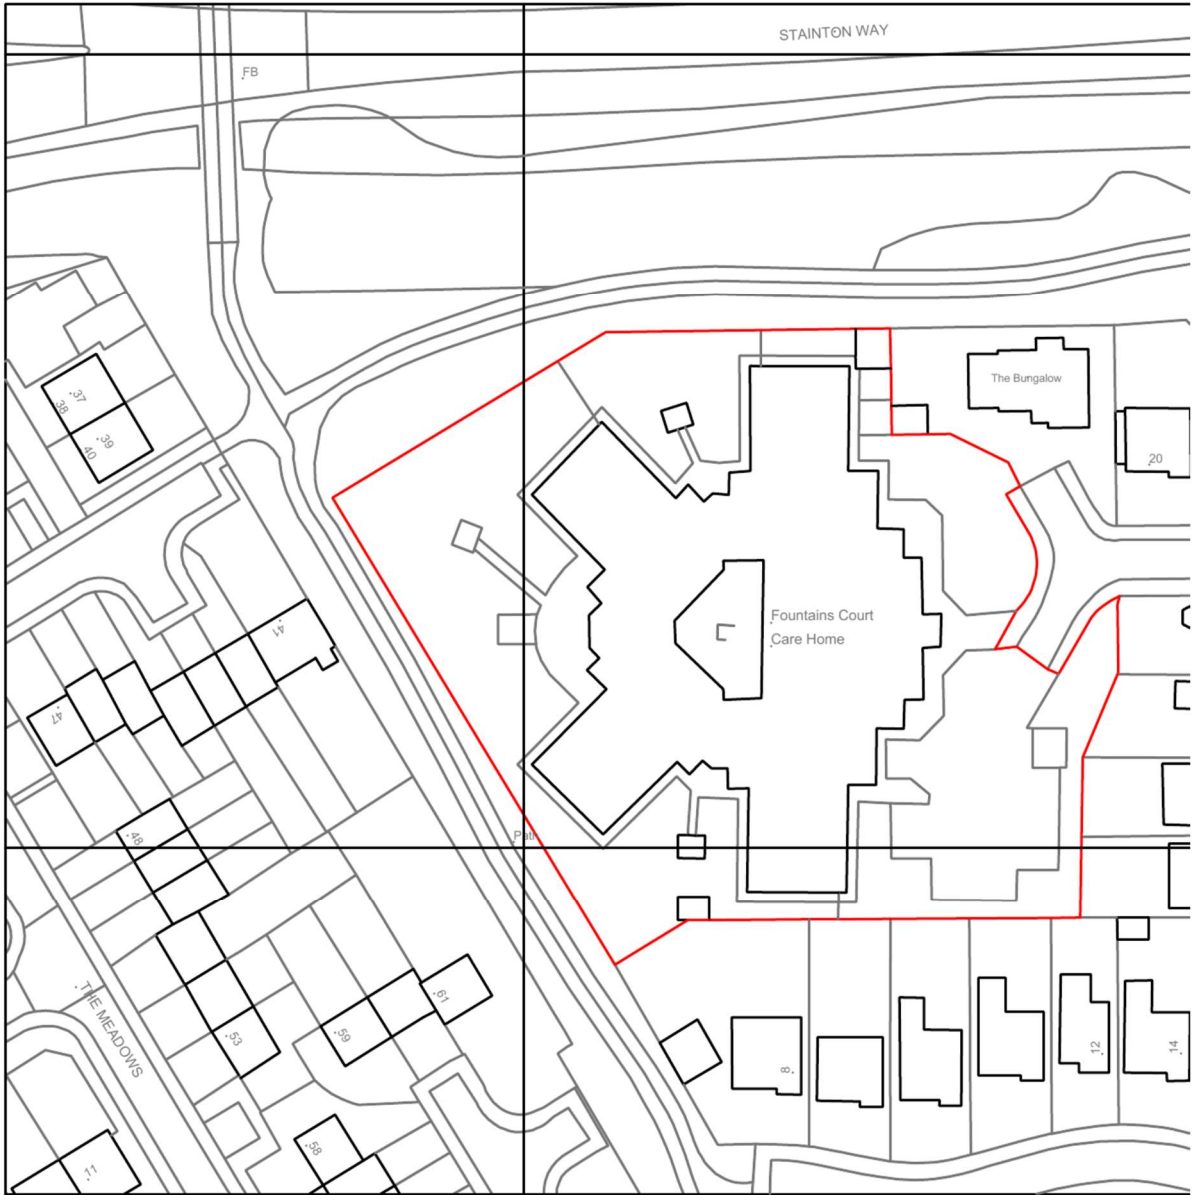 STAINTON WAY
FB
37
38
39
40
The Bungalow
20
41
Fountains Court
Care Home
47
48
Path
THE MEADOWS
61
59
53
8
12
14
58
11